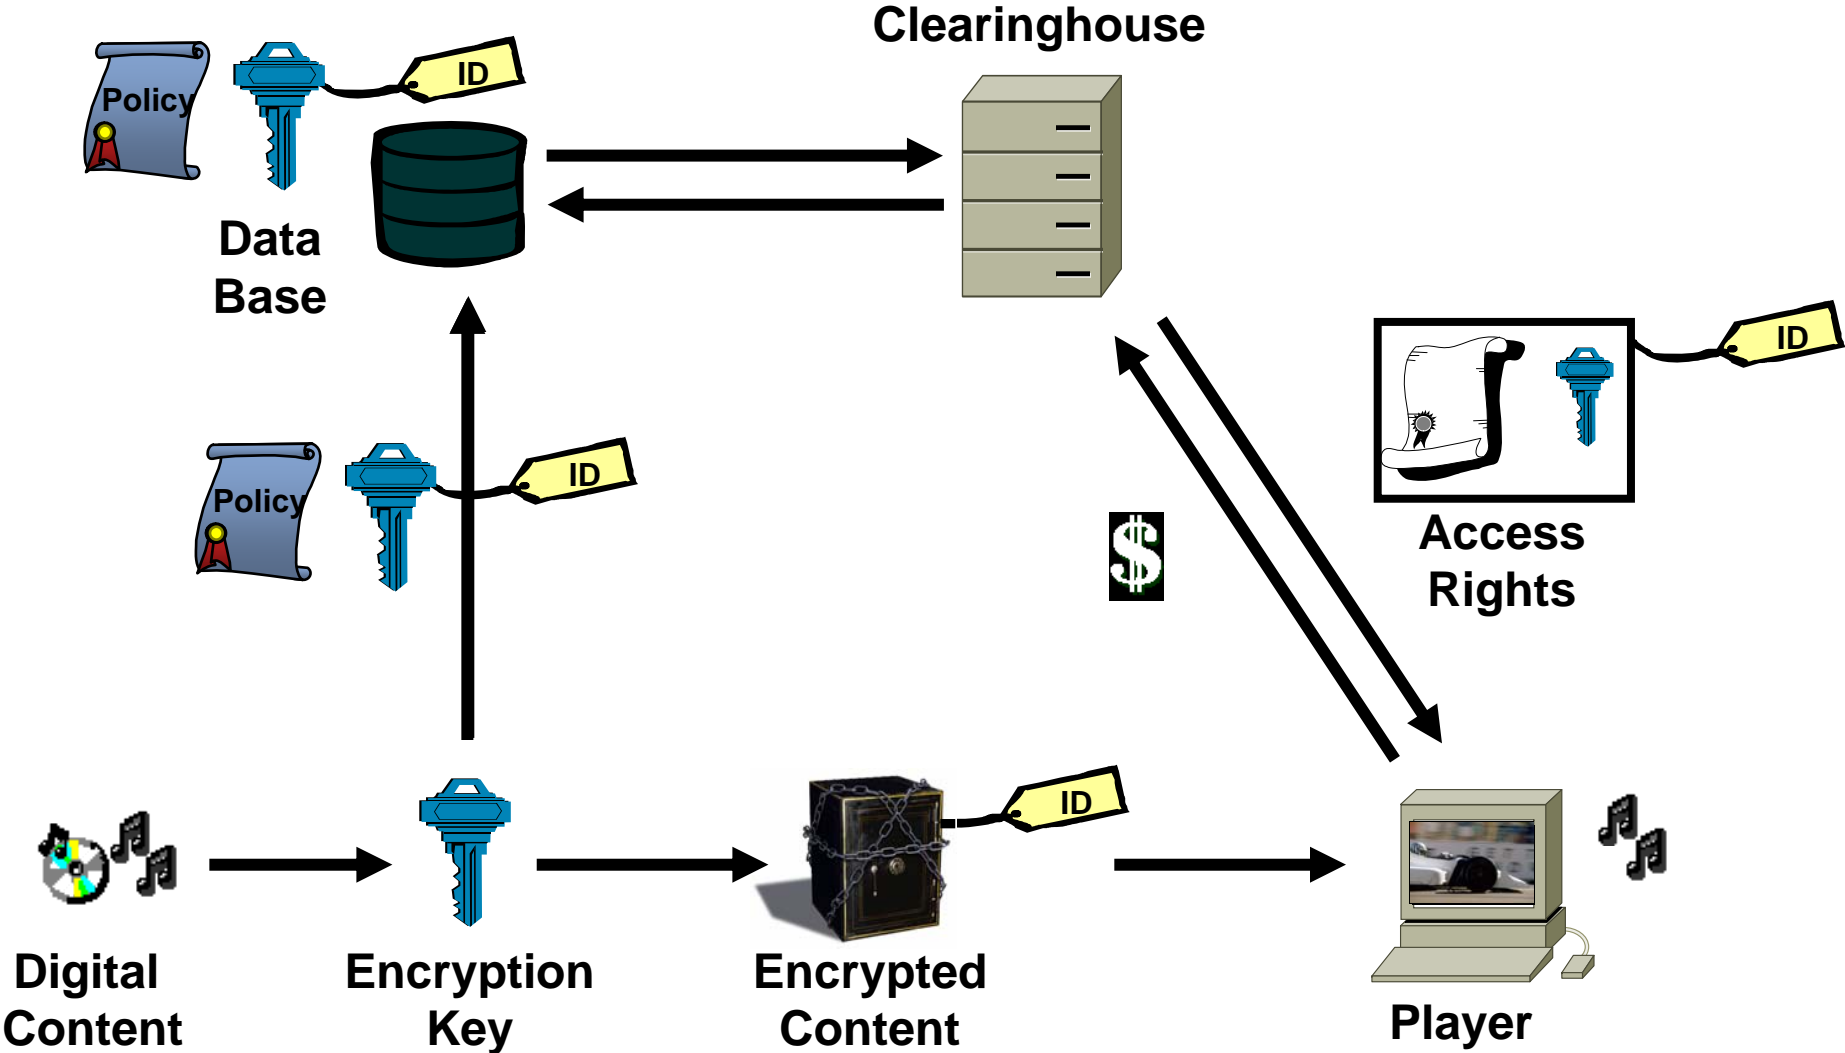 Clearinghouse
Policy
ID
Data
Base
ID
Access
Rights
Policy
ID
$
ID
Digital
Content
Encryption
Key
Encrypted
Content
Player